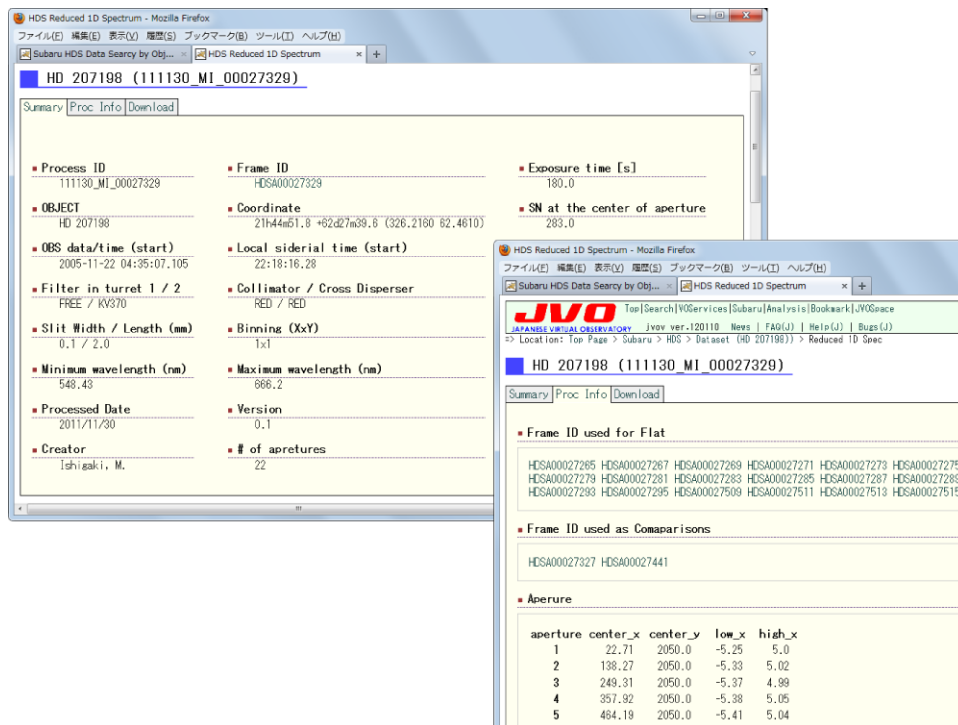 HDS Reduced 1D Spectrum - Mozilla Firefox
ファイル(F) 編集(E) 表示(V) 履歴(S) ブックマーク(B) ツール(T) ヘルプ(H)
Subaru HDS Data Searcy by Obj... × HDS Reduced 1D Spectrum × +
HD 207198 (111130_MI_00027329)
Summary Proc Info Download
Process ID Frame ID Exposure time [s]
111130_MI_00027329 HDSA00027329 180.0
OBJECT Coordinate SN at the center of aperture
HD 207198 21h44m51.8 +62d27m39.6 (326.2160 62.4610) 283.0
OBS data/time (start) Local siderial time (start)
2005-11-22 04:35:07.105 22:18:16.28
Filter in turret 1 / 2 Collimator / Cross Disperser
FREE / KV370 RED / RED
Slit Width / Length (mm) Binning (XxY)
0.1 / 2.0 1x1
Minimum wavelength (nm) Maximum wavelength (nm)
548.43 666.2
Processed Date Version
2011/11/30 0.1
Creator # of apretures
Ishigaki, M. 22
HDS Reduced 1D Spectrum - Mozilla Firefox
ファイル(F) 編集(E) 表示(V) 履歴(S) ブックマーク(B) ツール(T) ヘルプ(H)
Subaru HDS Data Searcy by Obj... × HDS Reduced 1D Spectrum × +
JVO Top|Search|VOServices|Subaru|Analysis|Bookmark|JVOSpace
JAPANESE VIRTUAL OBSERVATORY jvov ver.120110 News | FAQ(J) | Help(J) | Bugs(J)
=> Location: Top Page > Subaru > HDS > Dataset (HD 207198)) > Reduced 1D Spec
HD 207198 (111130_MI_00027329)
Summary Proc Info Download
Frame ID used for Flat
HDSA00027265 HDSA00027267 HDSA00027269 HDSA00027271 HDSA00027273 HDSA00027275
HDSA00027279 HDSA00027281 HDSA00027283 HDSA00027285 HDSA00027287 HDSA00027289
HDSA00027293 HDSA00027295 HDSA00027509 HDSA00027511 HDSA00027513 HDSA00027515
Frame ID used as Comaparisons
HDSA00027327 HDSA00027441
Aperure
aperture center_x center_y low_x high_x
1 22.71 2050.0 -5.25 5.0
2 138.27 2050.0 -5.33 5.02
3 249.31 2050.0 -5.37 4.99
4 357.92 2050.0 -5.38 5.05
5 464.19 2050.0 -5.41 5.04